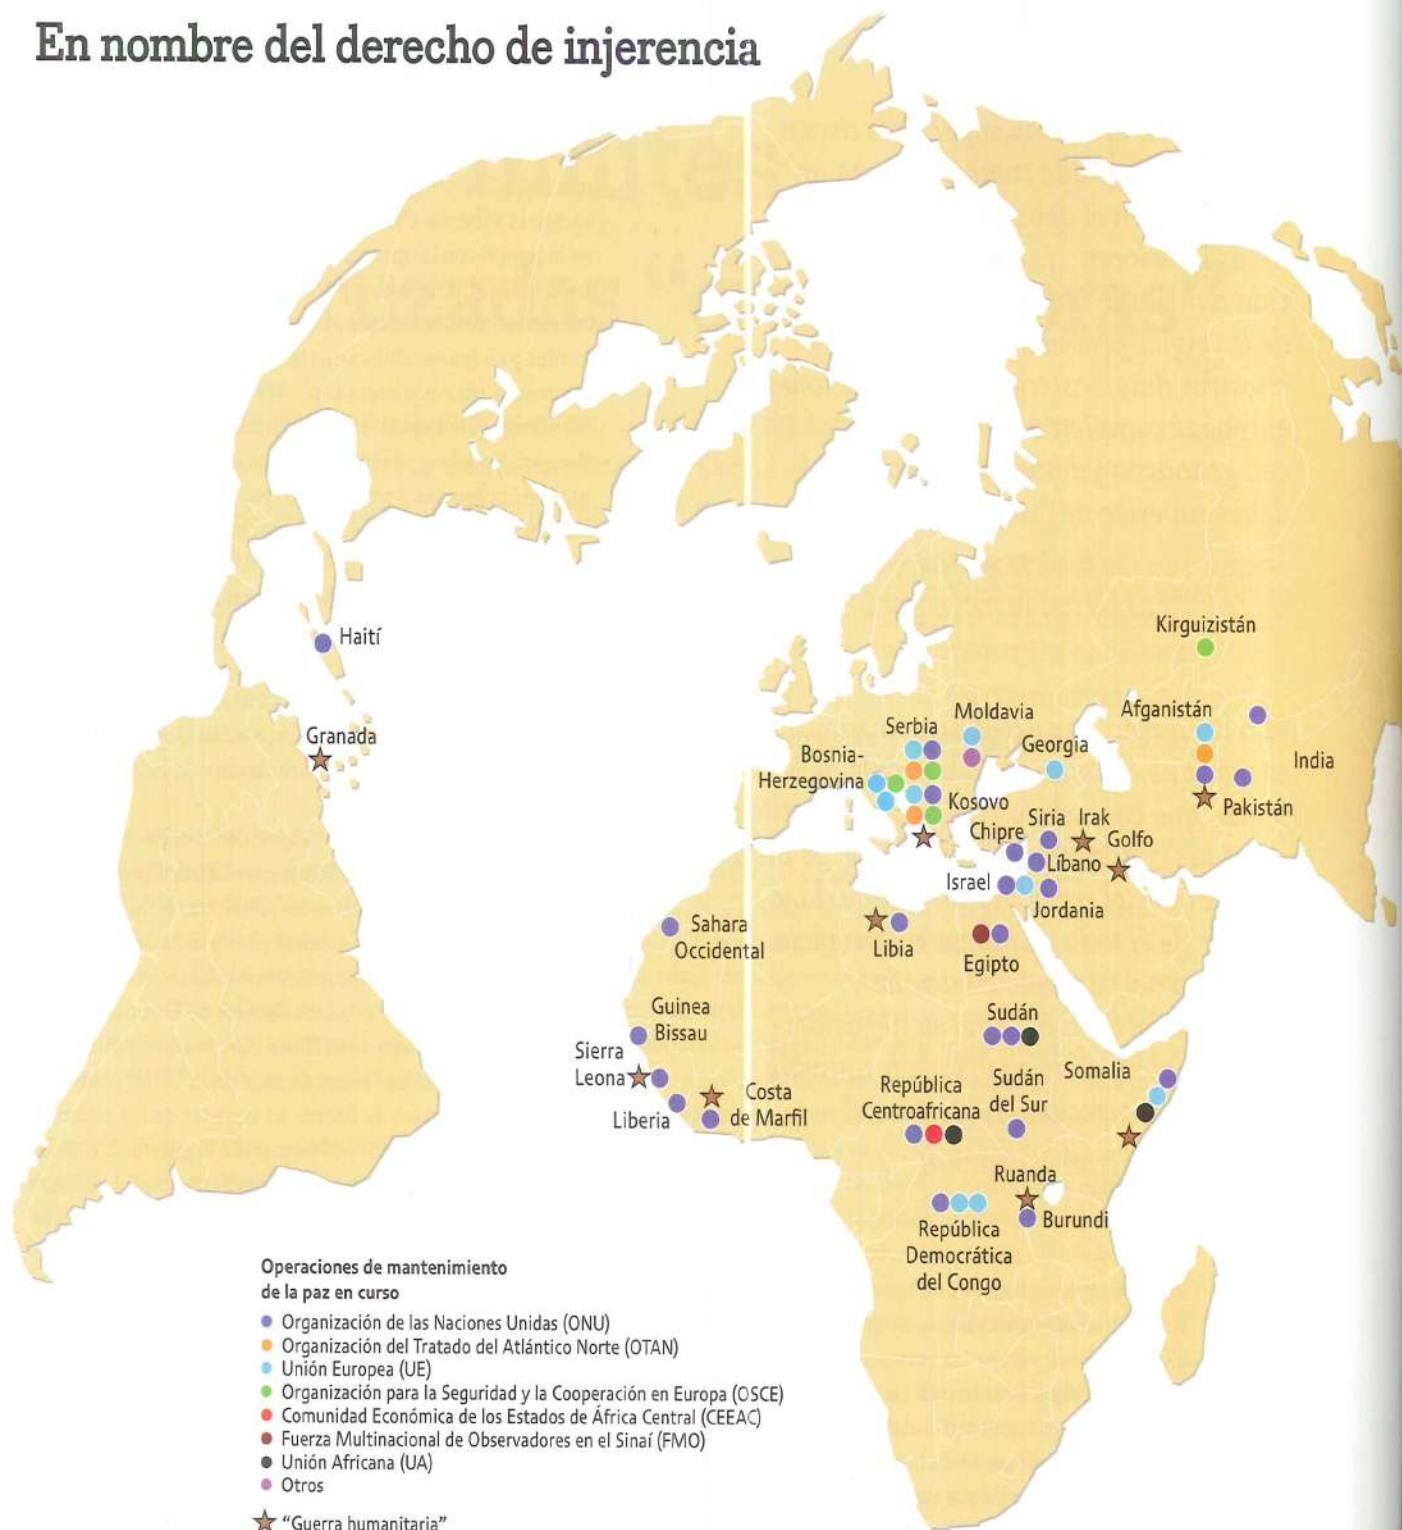 En nombre del derecho de injerencia
Kirguizistán
Haití
Moldavia
Afganistán
Serbia
Granada
Georgia
Bosnia-
Herzegovina
India
Kosovo
Pakistán
Chipre
Siria
Irak
Golfo
Líbano
Israel
Jordania
Sahara
Occidental
Libia
Egipto
Guinea
Bissau
Sudán
Sierra
Leona
Somalia
Sudán
del Sur
República
Centroafricana
Costa
de Marfil
Liberia
Ruanda
Burundi
República
Democrática
del Congo
Operaciones de mantenimiento
de la paz en curso
Organización de las Naciones Unidas (ONU)
Organización del Tratado del Atlántico Norte (OTAN)
Unión Europea (UE)
Organización para la Seguridad y la Cooperación en Europa (OSCE)
Comunidad Económica de los Estados de África Central (CEEAC)
Fuerza Multinacional de Observadores en el Sinaí (FMO)
Unión Africana (UA)
Otros
"Guerra humanitaria"